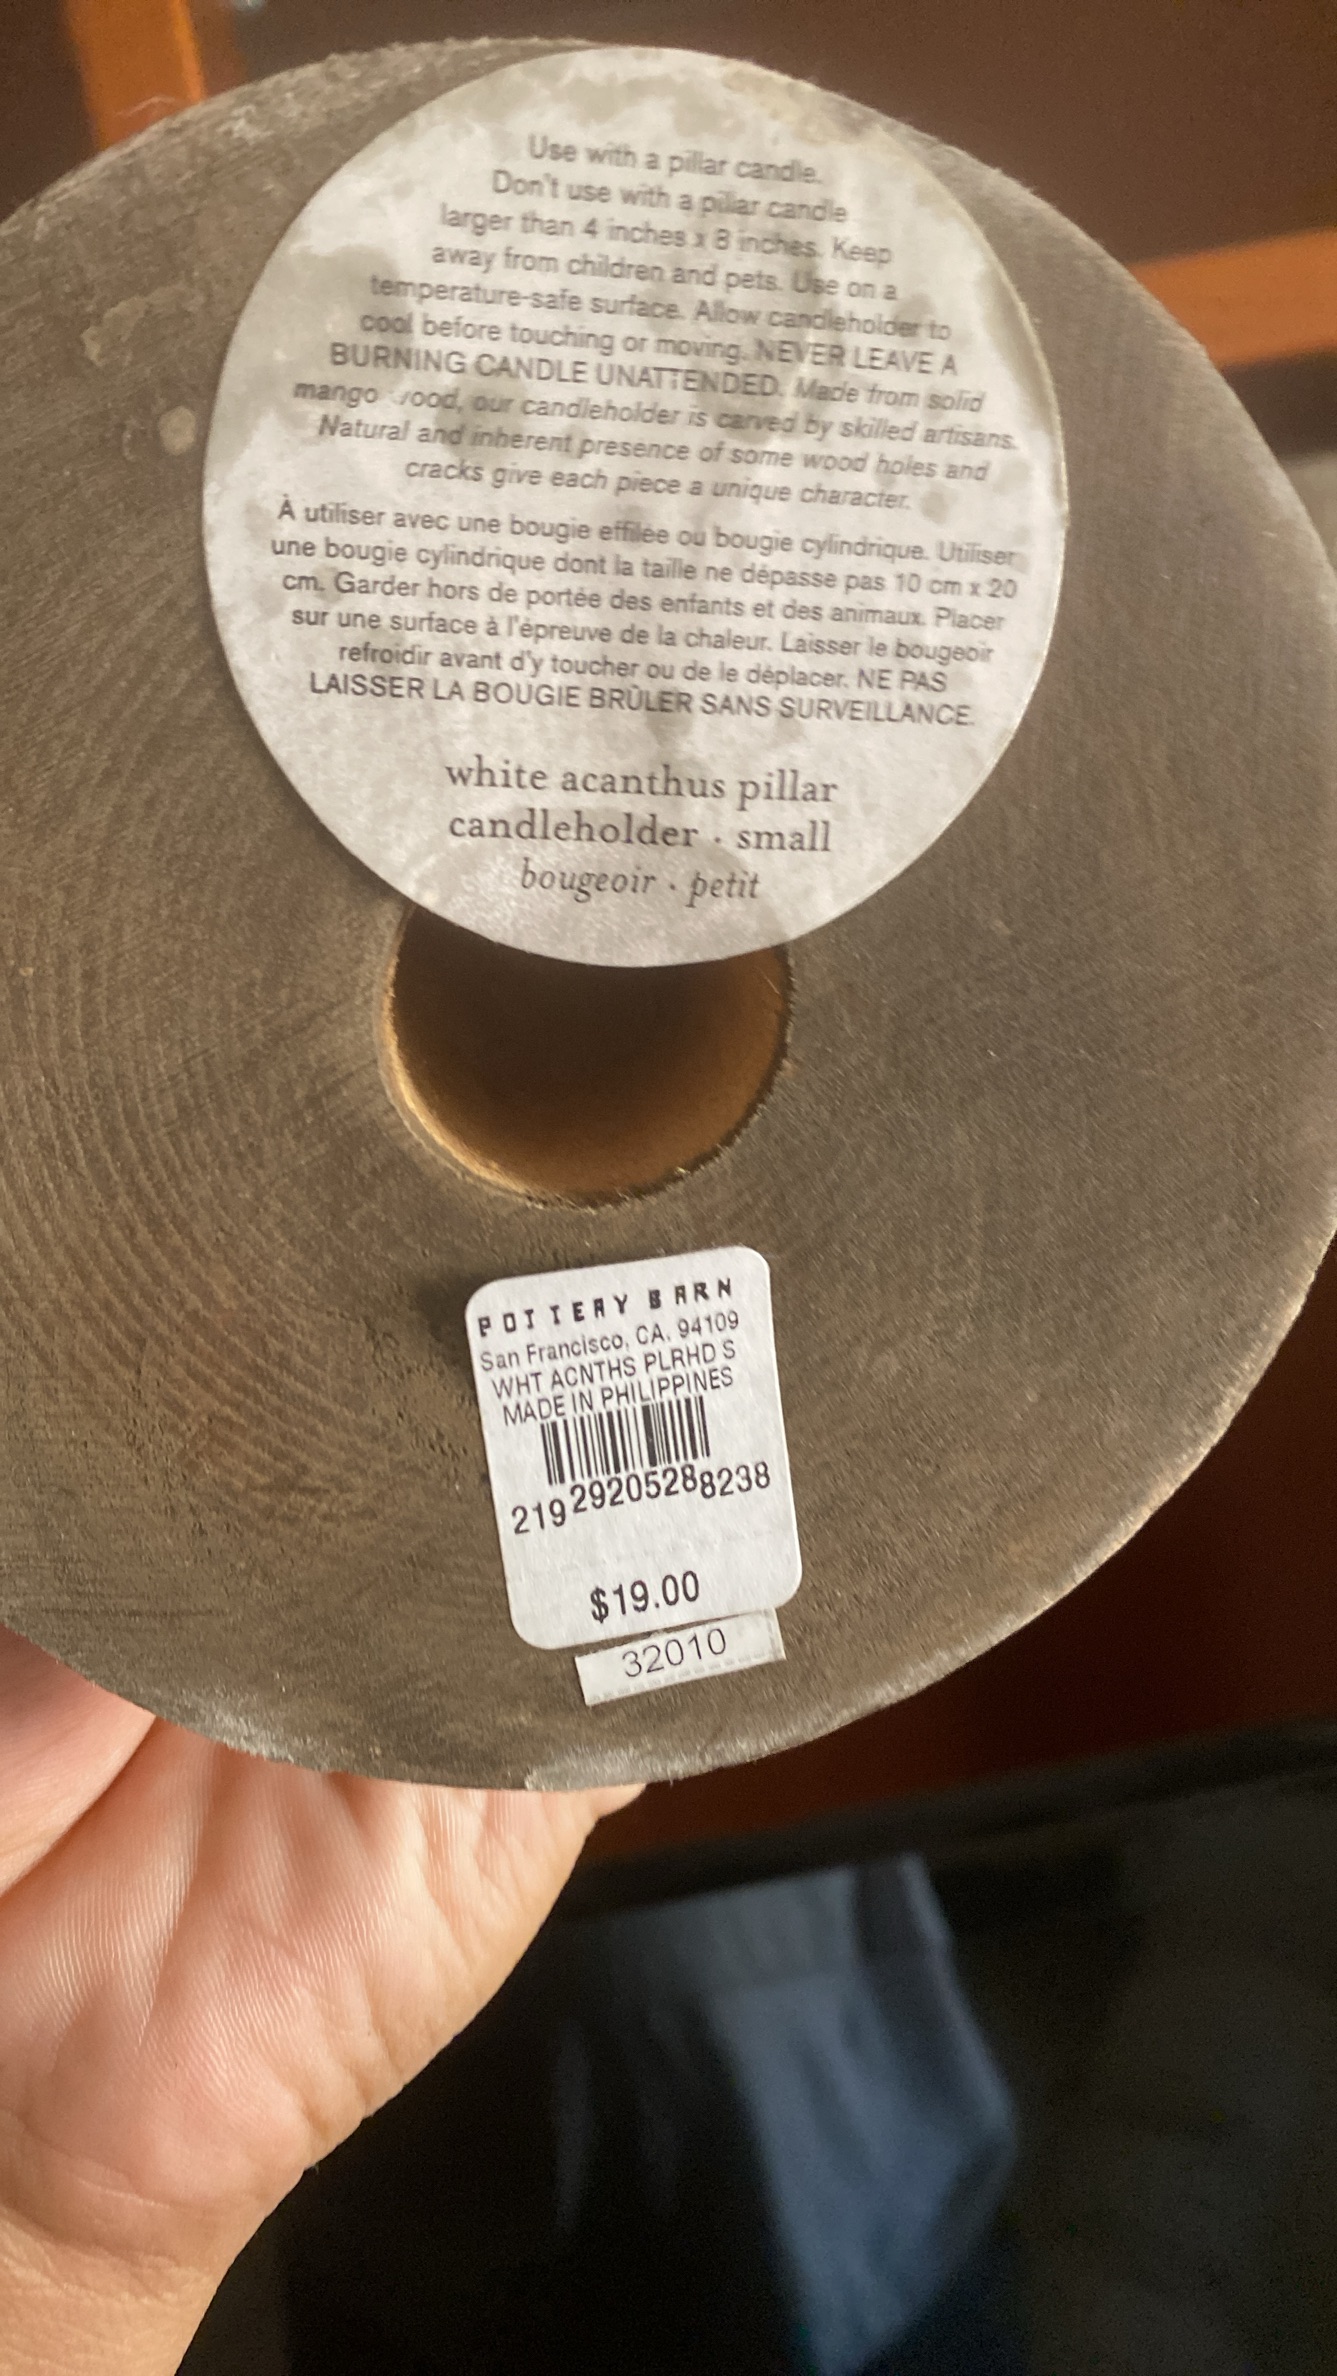 Use with a pillar candle.
Don't use with a pillar candle
larger than 4 inches x 8 inches. Keep
away from children and pets. Use on a
temperature-safe surface. Allow candleholder to
cool before touching or moving. NEVER LEAVE A
BURNING CANDLE UNATTENDED. Made from solid
mango wood, our candleholder is carved by skilled artisans.
Natural and inherent presence of some wood holes and
cracks give each piece a unique character.
À utiliser avec une bougie effilée ou bougie cylindrique. Utiliser
une bougie cylindrique dont la taille ne dépasse pas 10 cm x 20
cm. Garder hors de portée des enfants et des animaux. Placer
sur une surface à l'épreuve de la chaleur. Laisser le bougeoir
refroidir avant d'y toucher ou de le déplacer. NE PAS
LAISSER LA BOUGIE BRÛLER SANS SURVEILLANCE.
white acanthus pillar
candleholder · small
bougeoir · petit
POTTERY BARN
San Francisco, CA, 94109
WHT ACNTHS PLRHD S
MADE IN PHILIPPINES
21929205288238
$19.00
32010